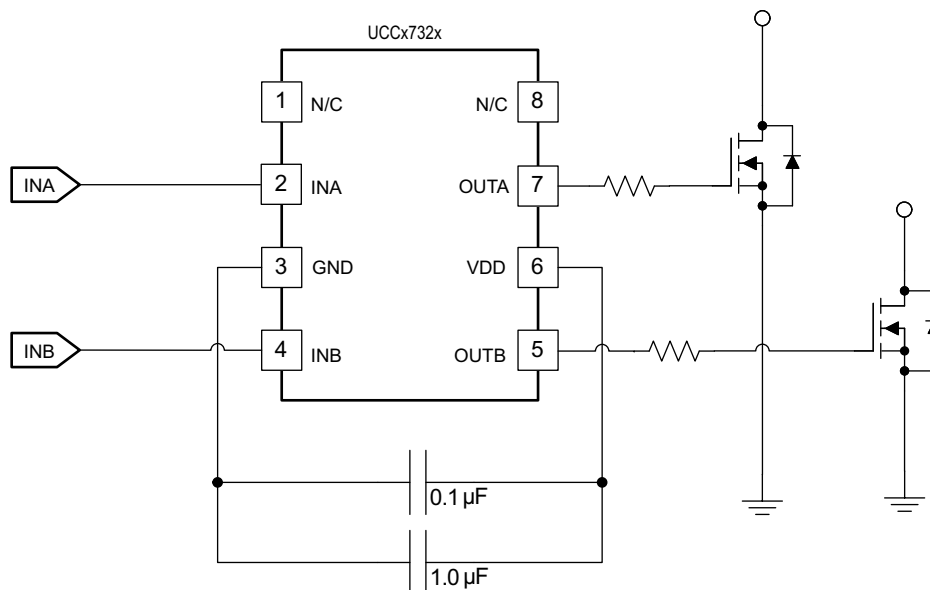 UCCx732x
1 N/C
N/C 8
INA
2 INA
OUTA 7
3 GND
VDD 6
INB
4 INB
OUTB 5
0.1 µF
1.0 µF